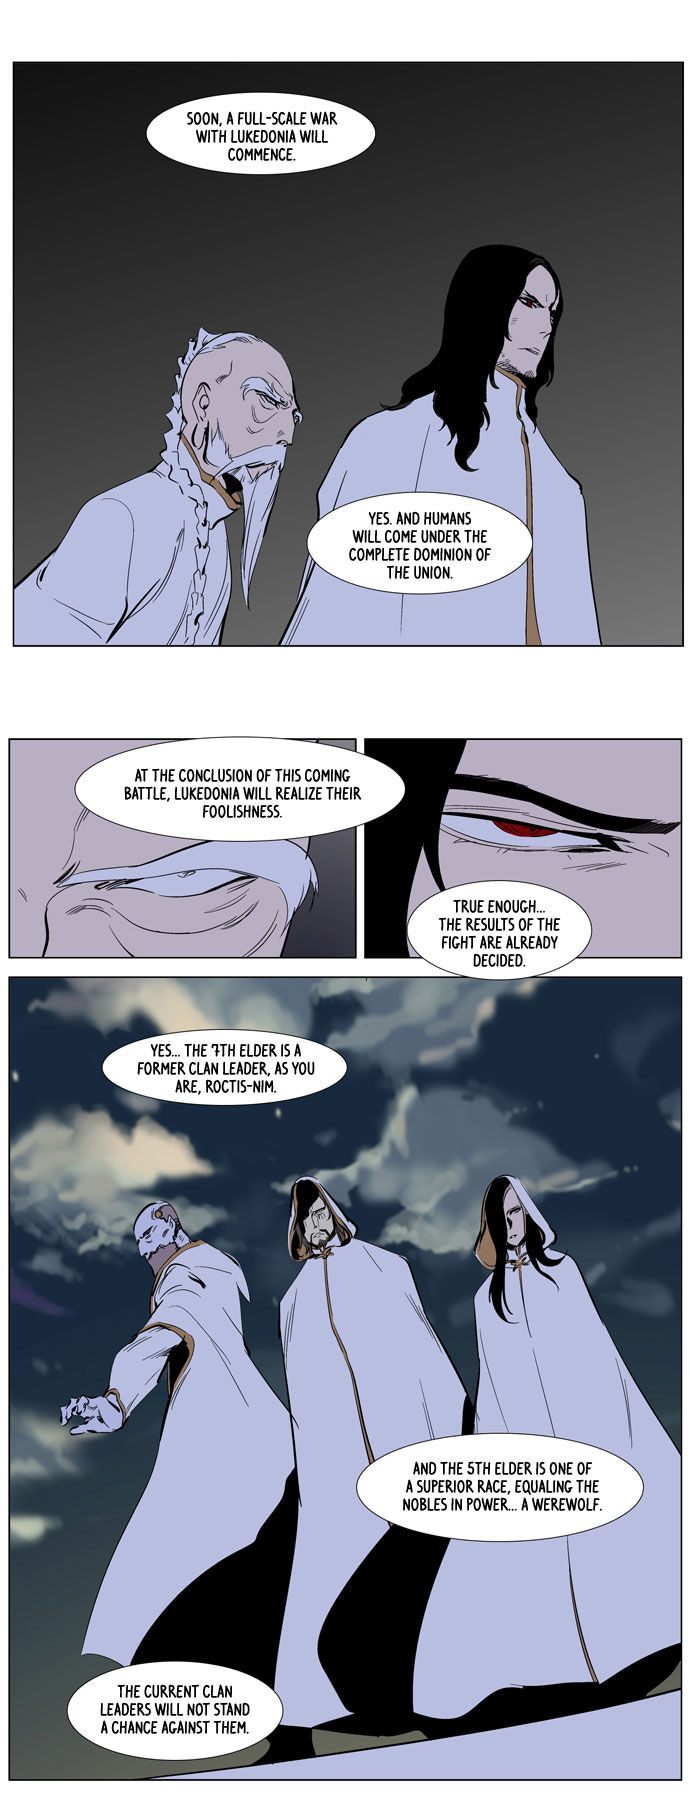 SOON, A FULL-SCALE WAR
WITH LUKEDONIA WILL
COMMENCE.
YES. AND HUMANS
WILL COME UNDER THE
COMPLETE DOMINION OF
THE UNION.
AT THE CONCLUSION OF THIS COMING
BATTLE, LUKEDONIA WILL REALIZE THEIR
FOOLISHNESS.
TRUE ENOUGH...
THE RESULTS OF THE
FIGHT ARE ALREADY
DECIDED.
YES... THE 7TH ELDER IS A
FORMER CLAN LEADER, AS YOU
ARE, ROCTIS-NIM.
AND THE 5TH ELDER IS ONE OF
A SUPERIOR RACE, EQUALING THE
NOBLES IN POWER... A WEREWOLF.
THE CURRENT CLAN
LEADERS WILL NOT STAND
A CHANCE AGAINST THEM.